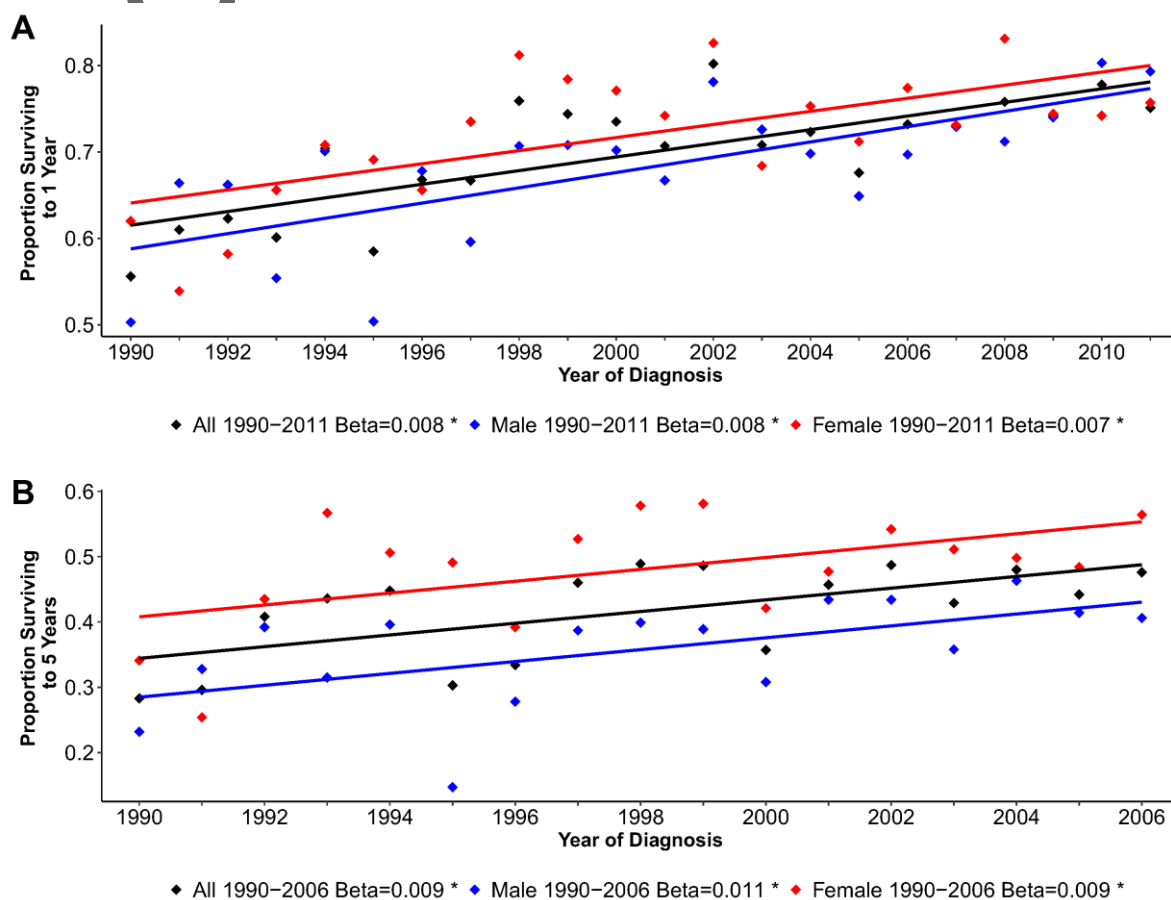 A
Proportion Surviving
to 1 Year
0.8
0.7
0.6
0.5
1990 1992 1994 1996 1998 2000 2002 2004 2006 2008 2010
Year of Diagnosis
All 1990−2011 Beta=0.008 * Male 1990−2011 Beta=0.008 * Female 1990−2011 Beta=0.007 *
B
Proportion Surviving
to 5 Years
0.6
0.5
0.4
0.3
0.2
1990 1992 1994 1996 1998 2000 2002 2004 2006
Year of Diagnosis
All 1990−2006 Beta=0.009 * Male 1990−2006 Beta=0.011 * Female 1990−2006 Beta=0.009 *